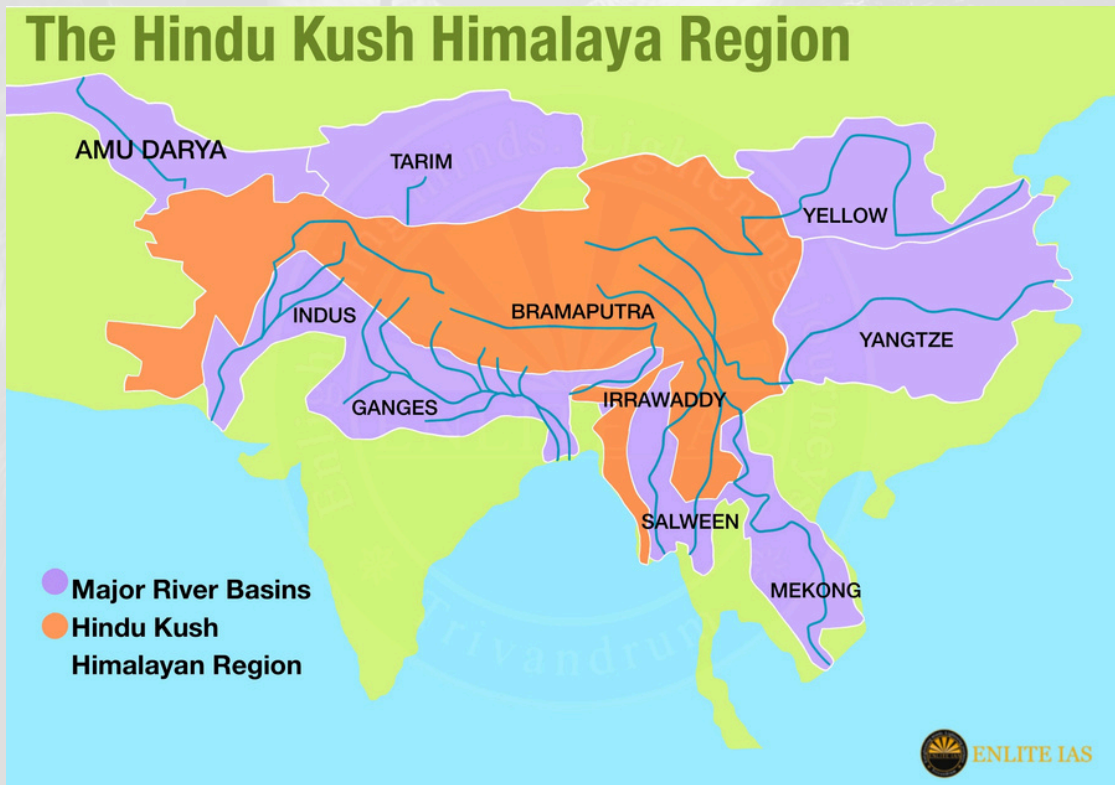 The Hindu Kush Himalaya Region
AMU DARYA
TARIM
YELLOW
INDUS
BRAMAPUTRA
YANGTZE
GANGES
IRRAWADDY
SALWEEN
MEKONG
Major River Basins
Hindu Kush
Himalayan Region
ENLITE IAS
Trivandrum